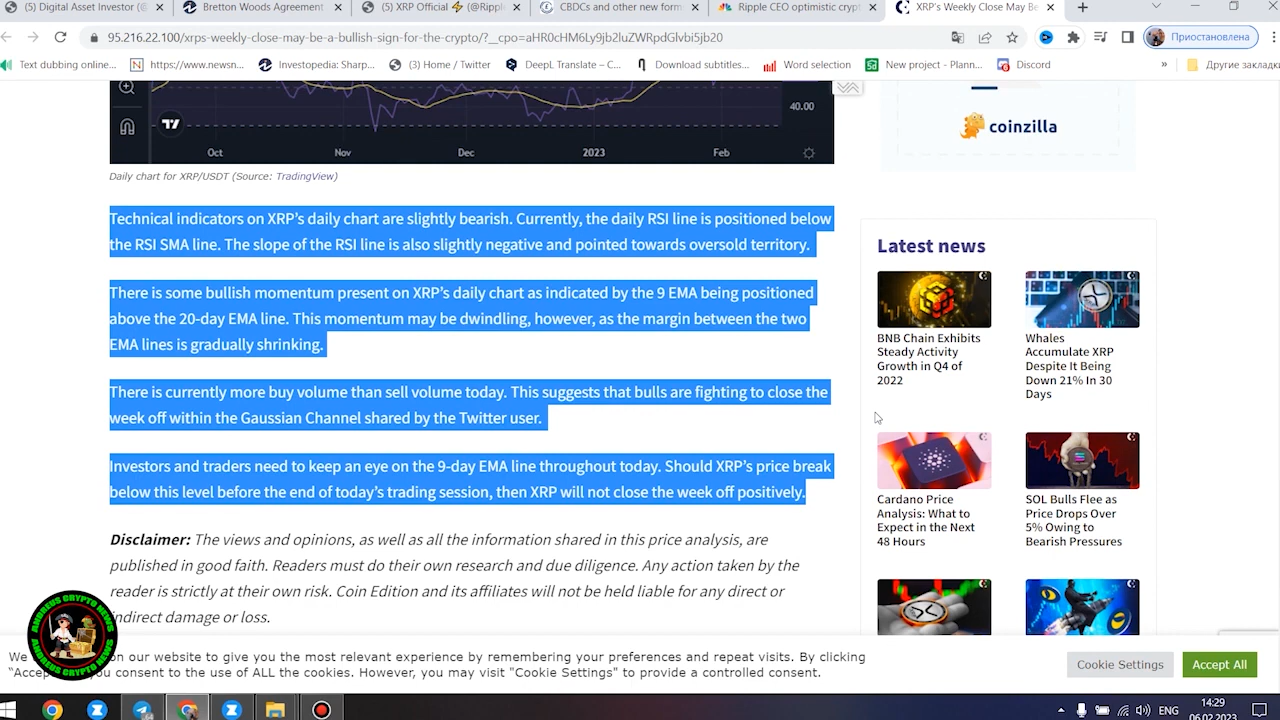 (5) Digital Asset Investor (@
Bretton Woods Agreement
(5) XRP Official ⚡ (@Rippl
CBDCs and other new form
Ripple CEO optimistic crypt
XRP's Weekly Close May Be
95.216.22.100/xrps-weekly-close-may-be-a-bullish-sign-for-the-crypto/?__cpo=aHR0cHM6Ly9jb2luZWRpdGlvbi5jb20
Приостановлена
Text dubbing online...
https://www.newsn...
Investopedia: Sharp...
(3) Home / Twitter
DeepL Translate – C...
Download subtitles...
Word selection
New project - Plann...
Discord
»
Другие закладки
40.00
Oct
Nov
Dec
2023
Feb
Daily chart for XRP/USDT (Source: TradingView)
Technical indicators on XRP's daily chart are slightly bearish. Currently, the daily RSI line is positioned below
the RSI SMA line. The slope of the RSI line is also slightly negative and pointed towards oversold territory.
There is some bullish momentum present on XRP's daily chart as indicated by the 9 EMA being positioned
above the 20-day EMA line. This momentum may be dwindling, however, as the margin between the two
EMA lines is gradually shrinking.
There is currently more buy volume than sell volume today. This suggests that bulls are fighting to close the
week off within the Gaussian Channel shared by the Twitter user.
Investors and traders need to keep an eye on the 9-day EMA line throughout today. Should XRP's price break
below this level before the end of today's trading session, then XRP will not close the week off positively.
Disclaimer: The views and opinions, as well as all the information shared in this price analysis, are
published in good faith. Readers must do their own research and due diligence. Any action taken by the
reader is strictly at their own risk. Coin Edition and its affiliates will not be held liable for any direct or
indirect damage or loss.
coinzilla
Latest news
BNB Chain Exhibits
Steady Activity
Growth in Q4 of
2022
Whales
Accumulate XRP
Despite It Being
Down 21% In 30
Days
Cardano Price
Analysis: What to
Expect in the Next
48 Hours
SOL Bulls Flee as
Price Drops Over
5% Owing to
Bearish Pressures
ANDREUS CRYPTO NEWS
ANDREUS CRYPTO NEWS
We on our website to give you the most relevant experience by remembering your preferences and repeat visits. By clicking
"Accep you consent to the use of ALL the cookies. However, you may visit "Cookie Settings" to provide a controlled consent.
Cookie Settings
Accept All
ENG
14:29
06.02.2023